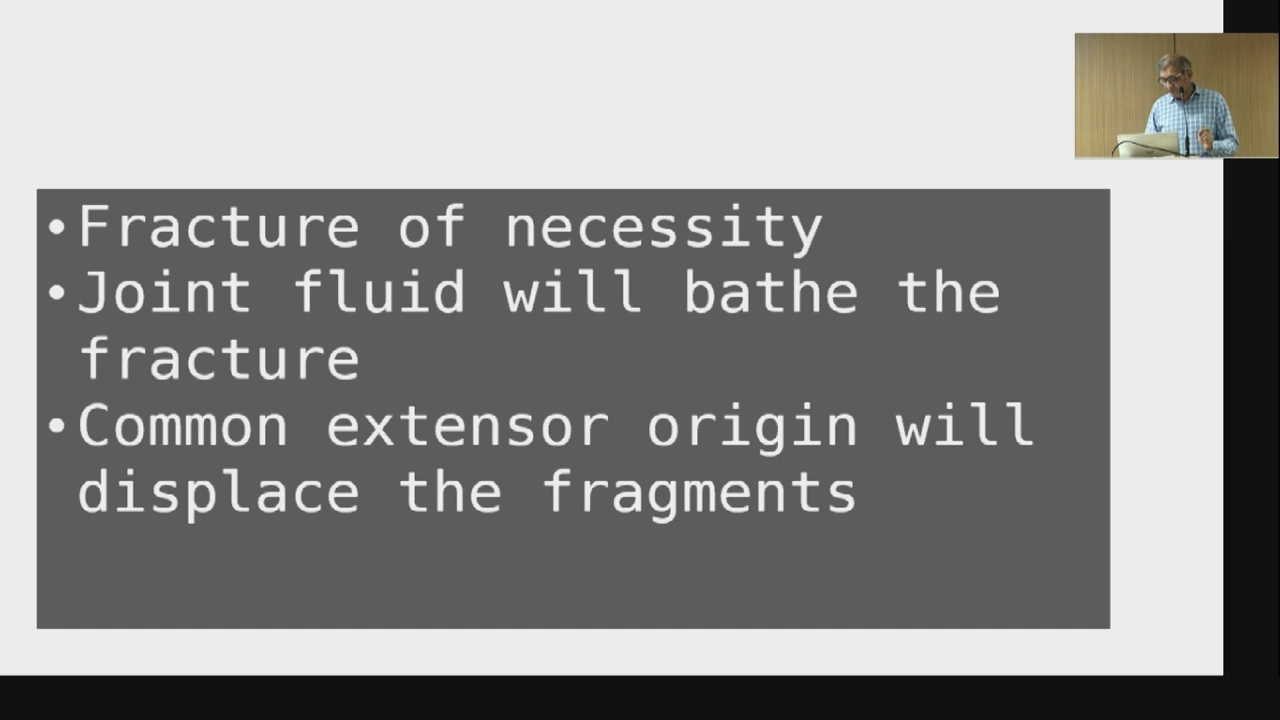 •Fracture of necessity
•Joint fluid will bathe the
fracture
•Common extensor origin will
displace the fragments